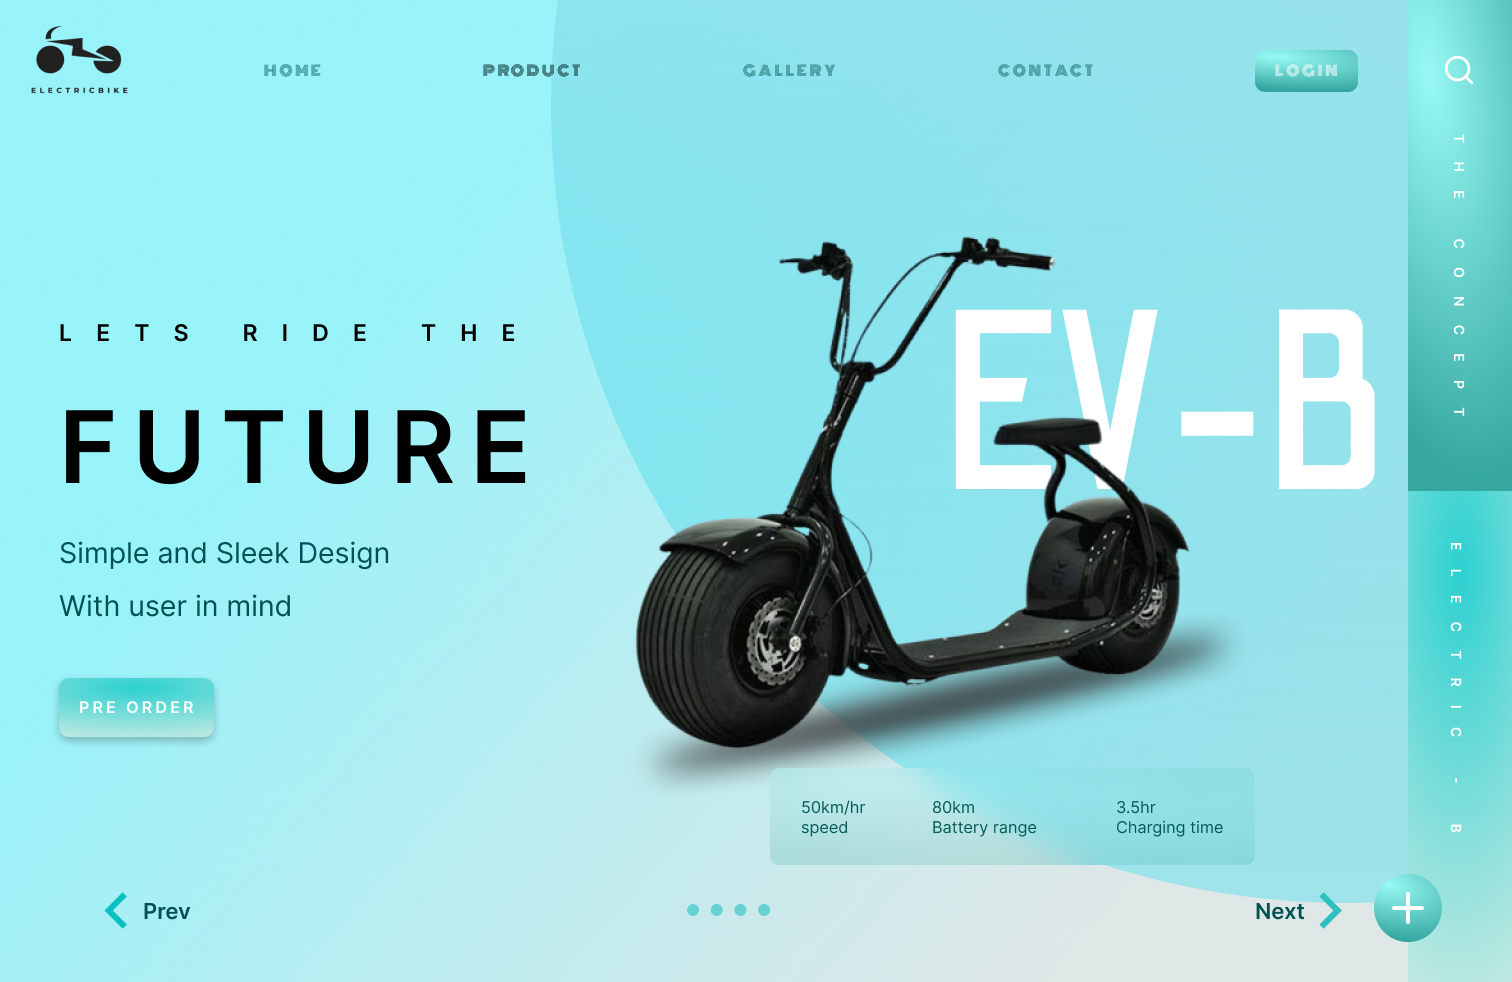 ELECTRICBIKE
HOME
PRODUCT
GALLERY
CONTACT
LOGIN
THE CONCEPT
LETS RIDE THE
FUTURE
EV-B
Simple and Sleek Design
With user in mind
PRE ORDER
ELECTRIC - B
50km/hr
speed
80km
Battery range
3.5hr
Charging time
Prev
Next